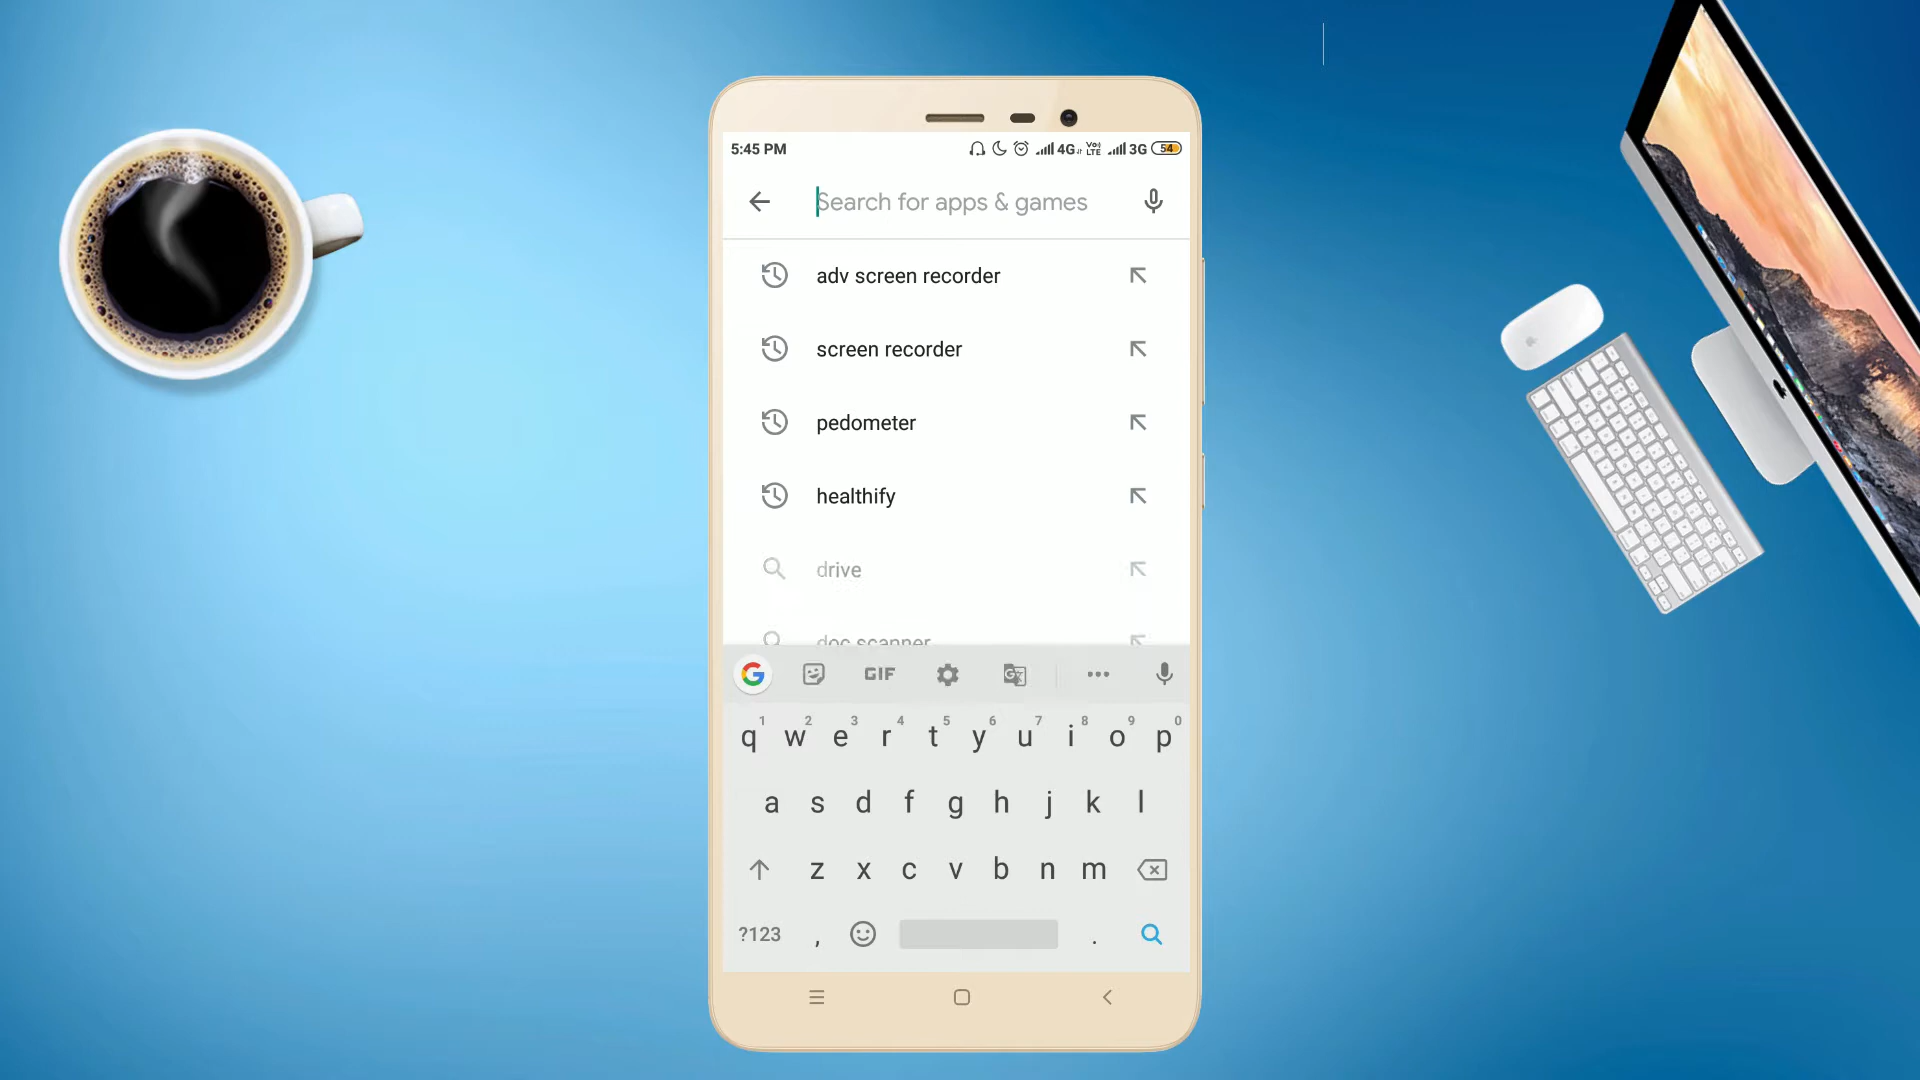 5:45 PM 4G VoLTE 3G 54
Search for apps & games
adv screen recorder
screen recorder
pedometer
healthify
drive
doc scanner
GIF
1 2 3 4 5 6 7 8 9 0
q w e r t y u i o p
a s d f g h j k l
z x c v b n m
?123 , .